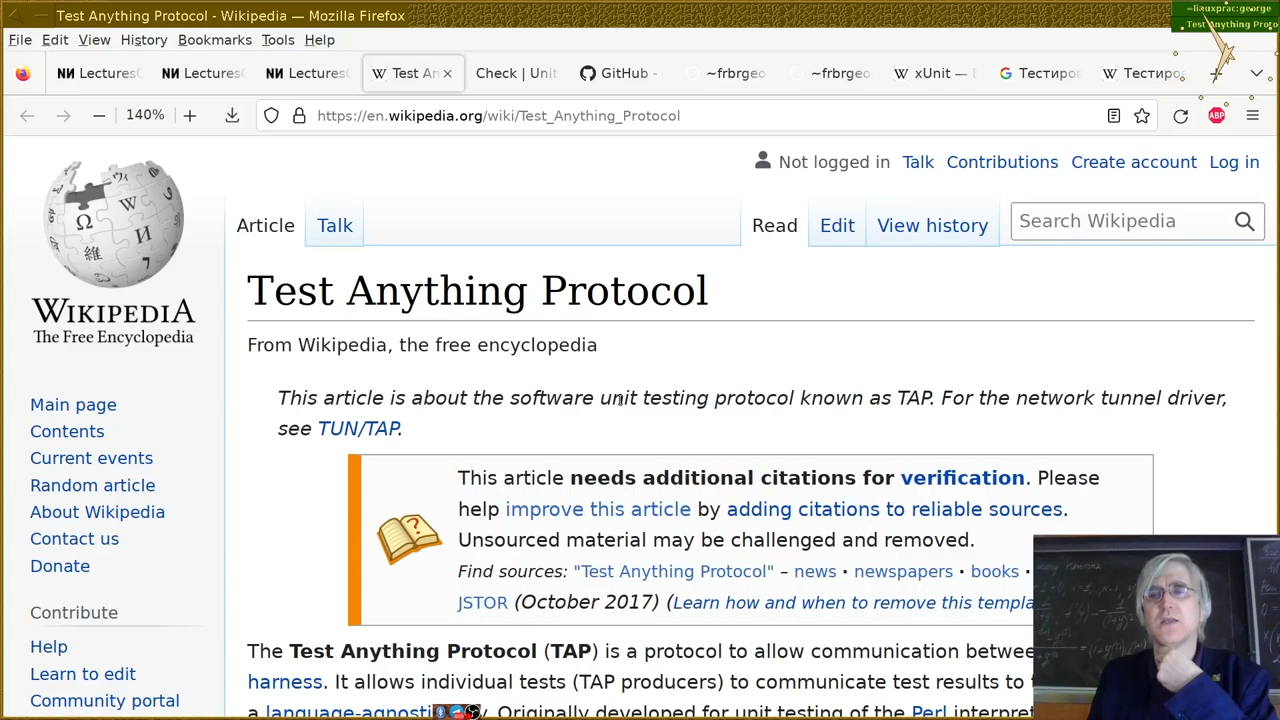 Test Anything Protocol - Wikipedia — Mozilla Firefox
~linuxprac:george
Test Anything Proto
File Edit View History Bookmarks Tools Help
Lectures
Lectures
Lectures
Test An
Check | Unit
GitHub -
~frbrgeo
~frbrgeo
xUnit —
Тестиро
Тестиро
140%
https://en.wikipedia.org/wiki/Test_Anything_Protocol
ABP
WIKIPEDIA
The Free Encyclopedia
Not logged in Talk Contributions Create account Log in
Article Talk Read Edit View history Search Wikipedia
Test Anything Protocol
From Wikipedia, the free encyclopedia
This article is about the software unit testing protocol known as TAP. For the network tunnel driver,
see TUN/TAP.
This article needs additional citations for verification. Please
help improve this article by adding citations to reliable sources.
Unsourced material may be challenged and removed.
Find sources: "Test Anything Protocol" – news · newspapers · books ·
JSTOR (October 2017) (Learn how and when to remove this templa
The Test Anything Protocol (TAP) is a protocol to allow communication betwee
harness. It allows individual tests (TAP producers) to communicate test results to
a language-agnosti Originally developed for unit testing of the Perl interpret
Main page
Contents
Current events
Random article
About Wikipedia
Contact us
Donate
Contribute
Help
Learn to edit
Community portal